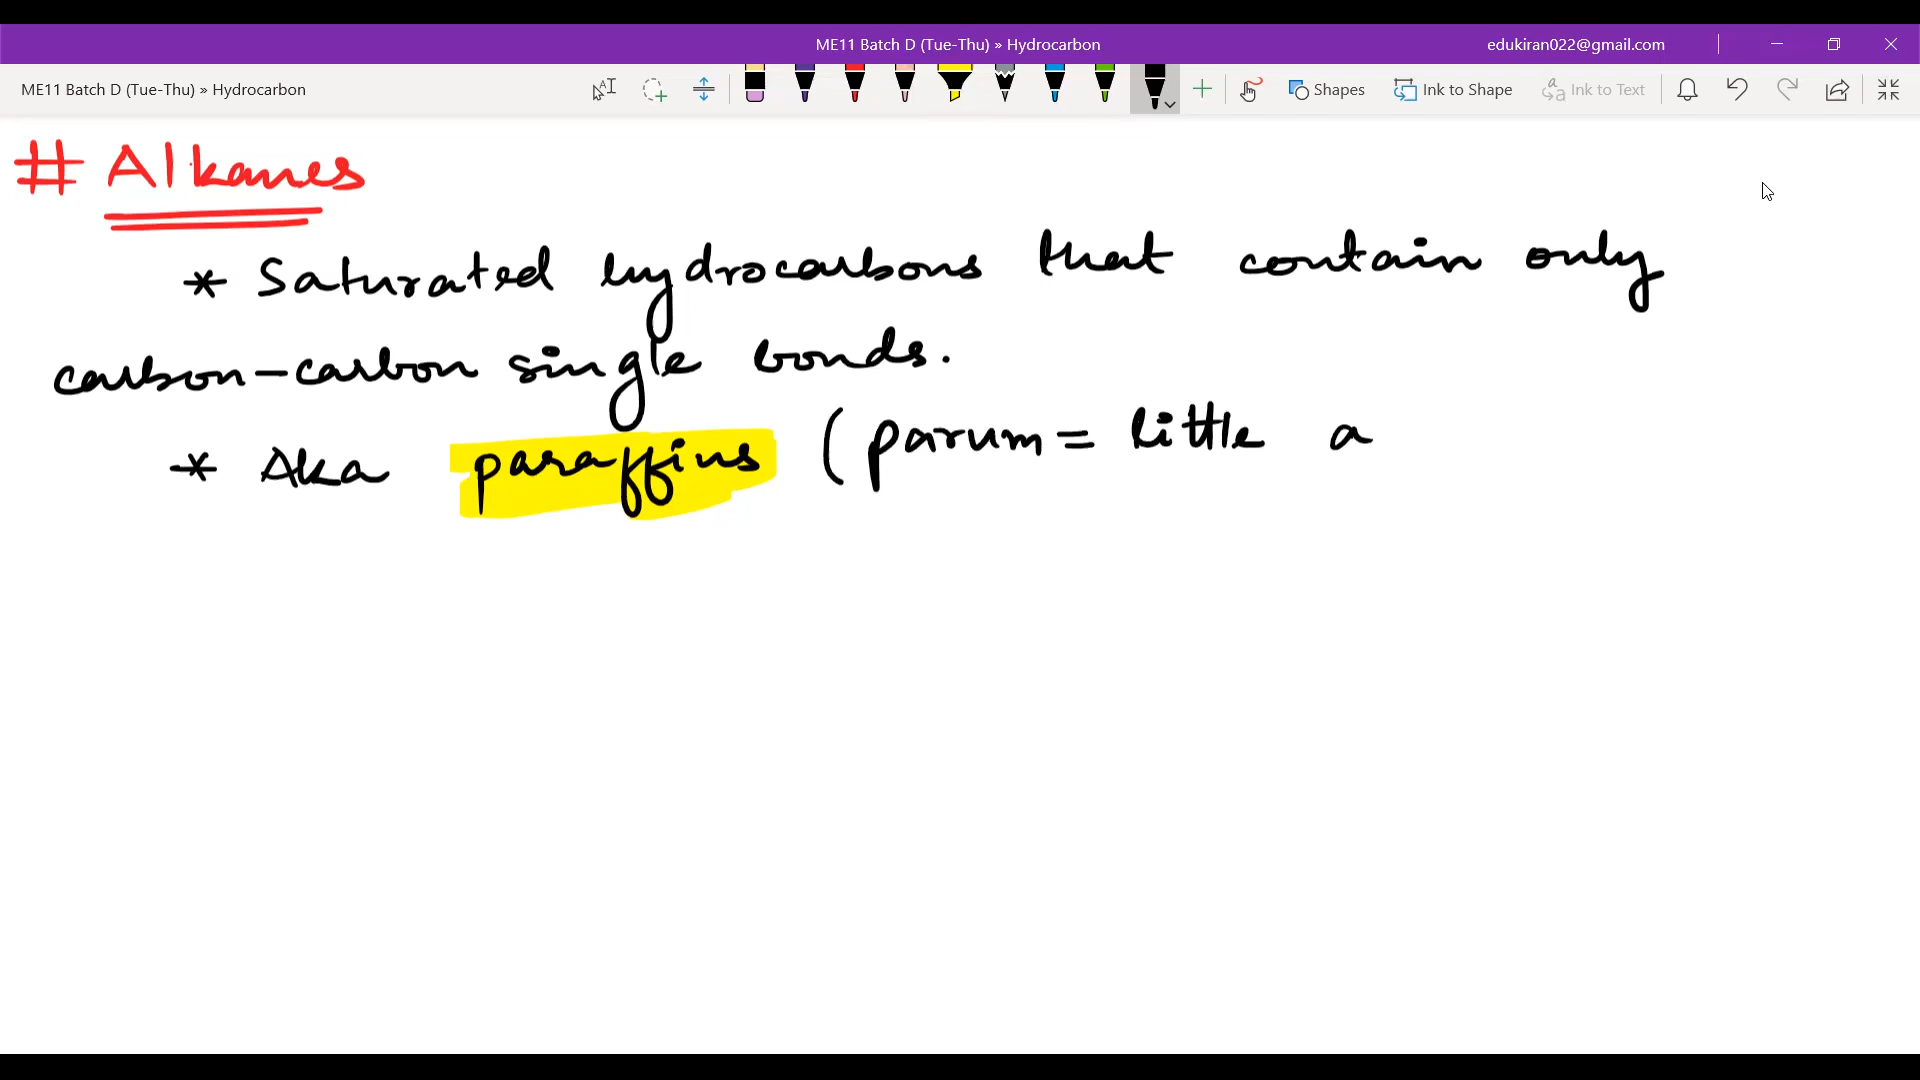 ME11 Batch D (Tue-Thu) » Hydrocarbon edukiran022@gmail.com
ME11 Batch D (Tue-Thu) » Hydrocarbon Shapes Ink to Shape Ink to Text
# Alkanes
* Saturated hydrocarbons that contain only
carbon-carbon single bonds.
* Aka paraffins (parum = little a